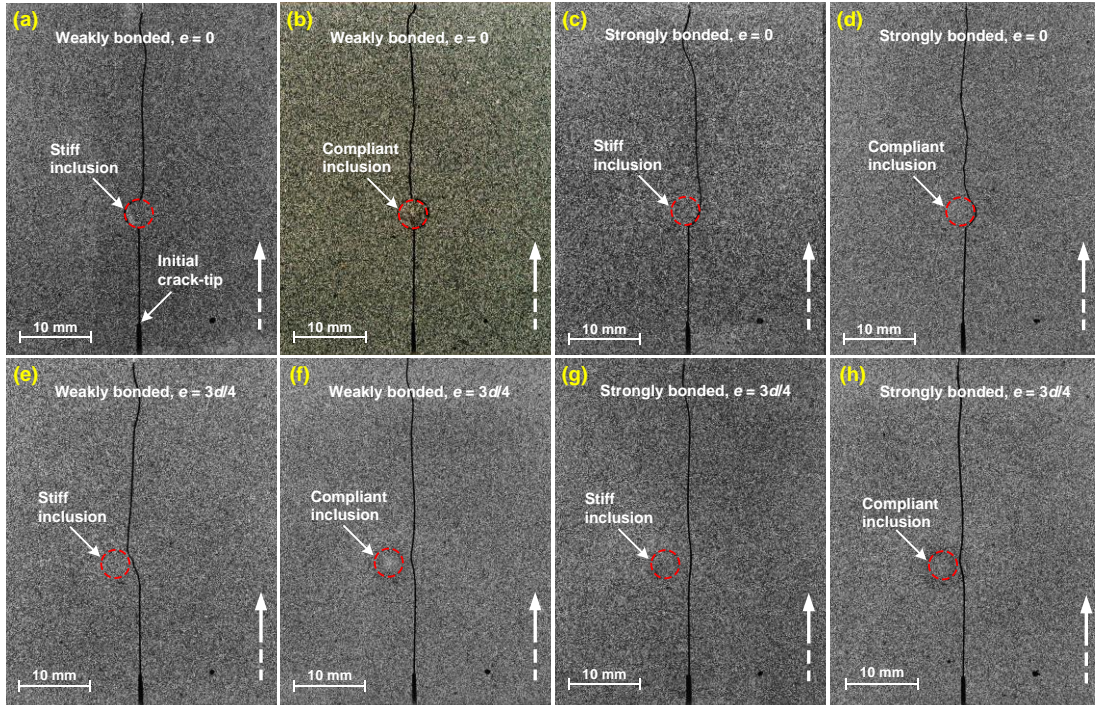 (a)
Weakly bonded, e = 0
Stiff
inclusion
Initial
crack-tip
10 mm
(b)
Weakly bonded, e = 0
Compliant
inclusion
10 mm
(c)
Strongly bonded, e = 0
Stiff
inclusion
10 mm
(d)
Strongly bonded, e = 0
Compliant
inclusion
10 mm
(e)
Weakly bonded, e = 3d/4
Stiff
inclusion
10 mm
(f)
Weakly bonded, e = 3d/4
Compliant
inclusion
10 mm
(g)
Strongly bonded, e = 3d/4
Stiff
inclusion
10 mm
(h)
Strongly bonded, e = 3d/4
Compliant
inclusion
10 mm